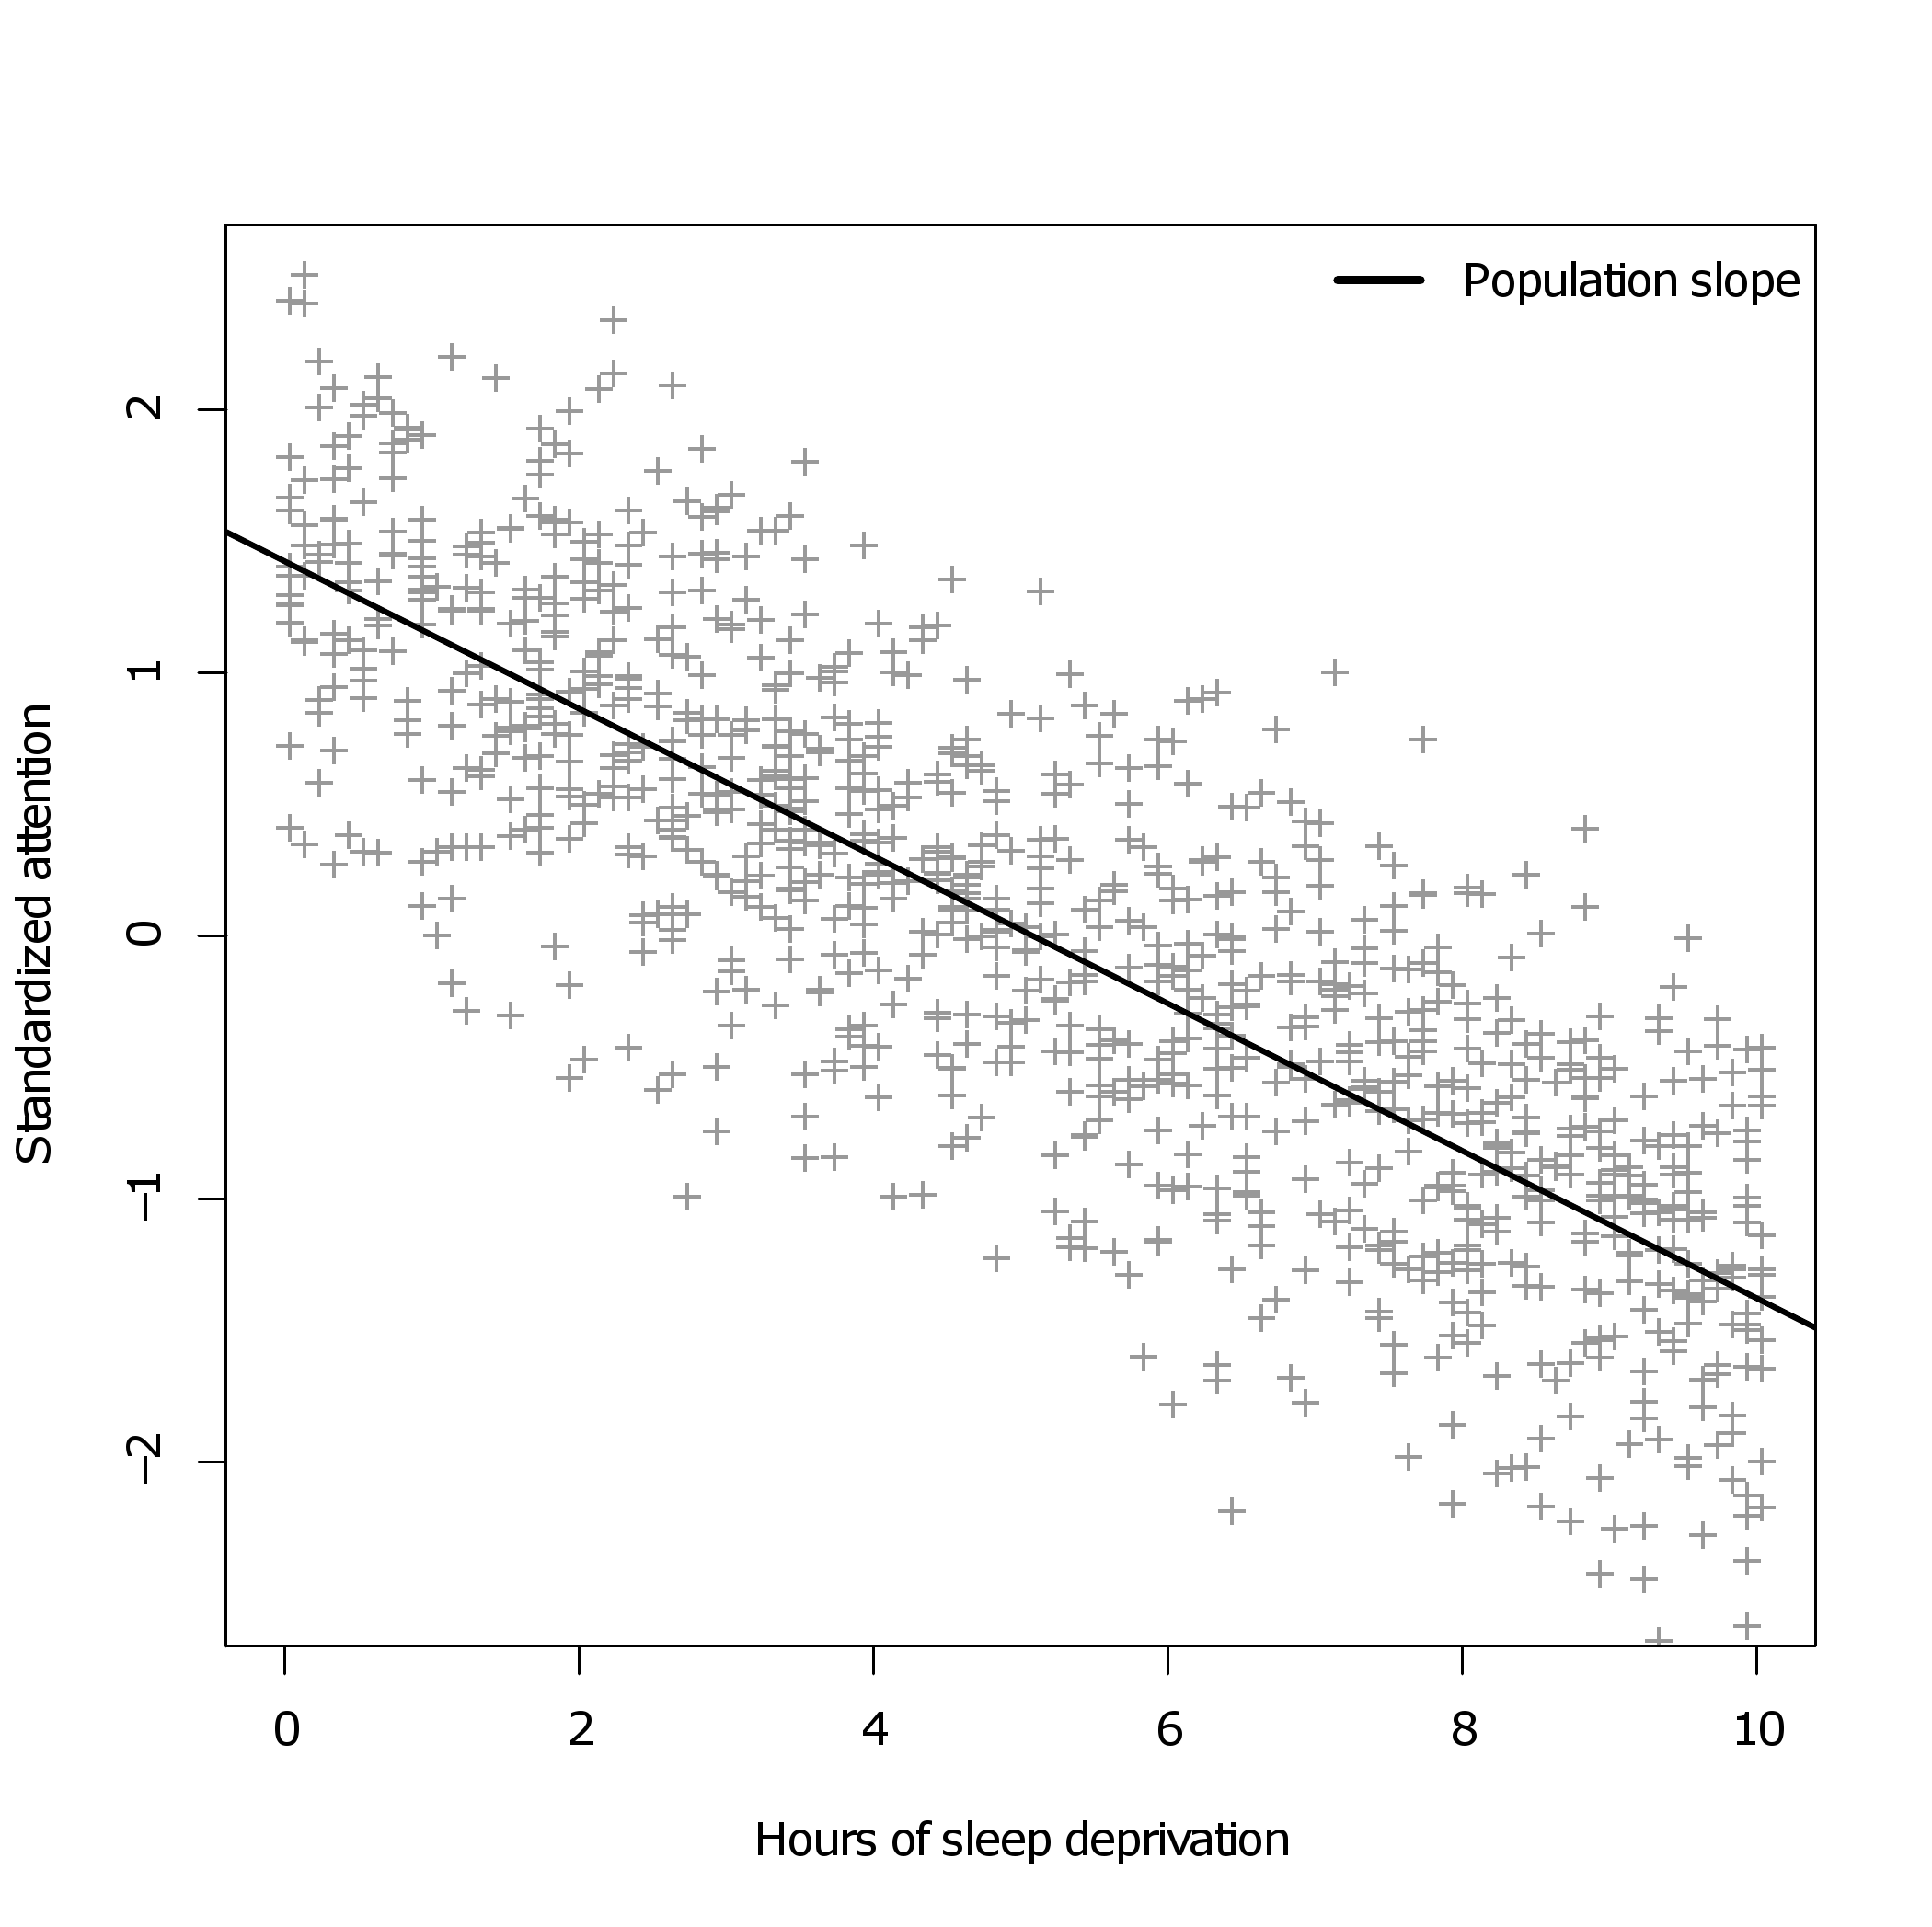 Population slope
Standardized attention
2
1
0
−1
−2
0 2 4 6 8 10
Hours of sleep deprivation